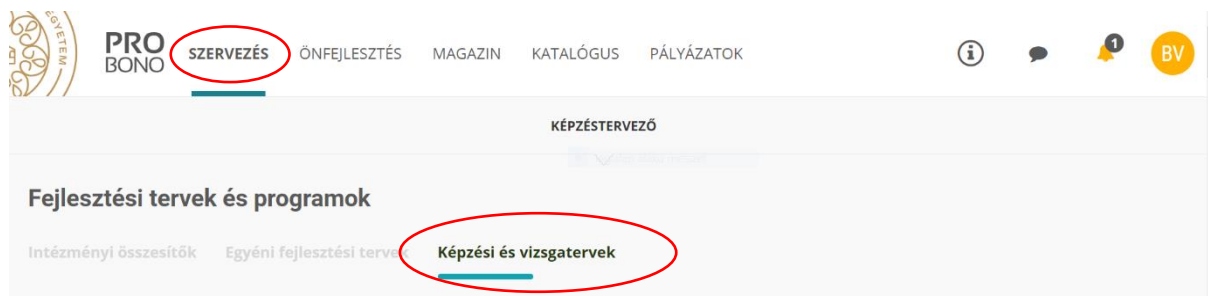 EGYETEM
PRO BONO SZERVEZÉS ÖNFEJLESZTÉS MAGAZIN KATALÓGUS PÁLYÁZATOK i 1 BV
KÉPZÉSTERVEZŐ
Fejlesztési tervek és programok
Intézményi összesítők Egyéni fejlesztési tervek Képzési és vizsgatervek